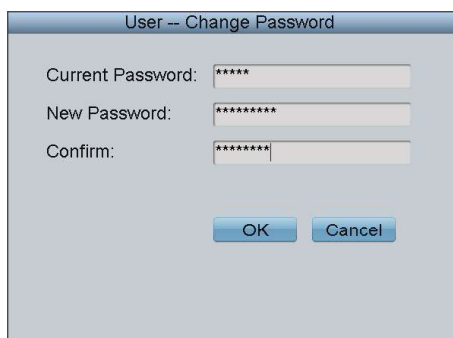 User -- Change Password
Current Password: *****
New Password: *********
Confirm: ********
OK Cancel